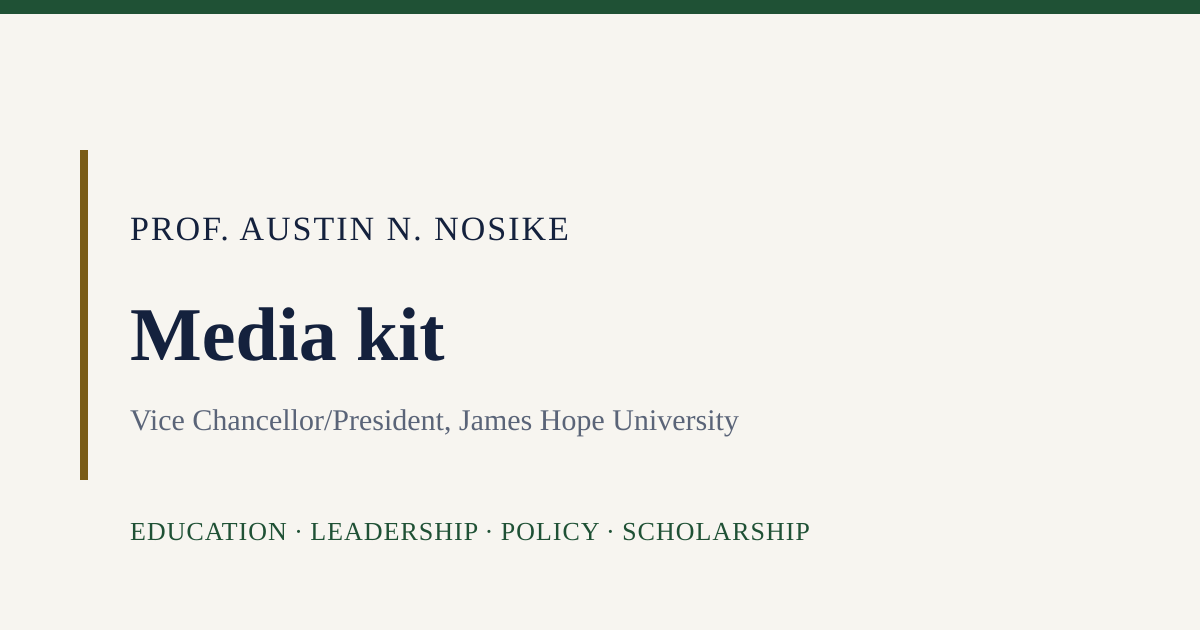 PROF. AUSTIN N. NOSIKE
Media kit
Vice Chancellor/President, James Hope University
EDUCATION · LEADERSHIP · POLICY · SCHOLARSHIP